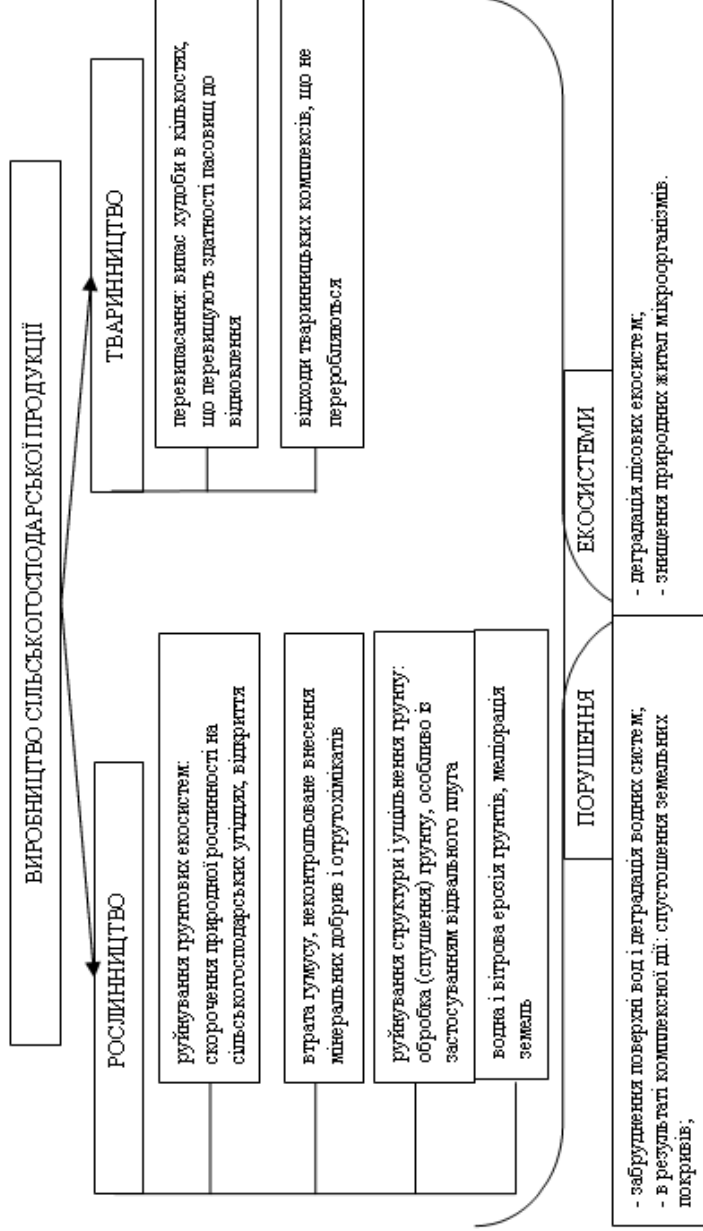 ВИРОБНИЦТВО СІЛЬСЬКОГОСПОДАРСЬКОЇ ПРОДУКЦІЇ
РОСЛИННИЦТВО
руйнування ґрунтових екосистем:
скорочення природної рослинності на
сільськогосподарських угіддях, відкриття
втрата гумусу, неконтрольоване внесення
мінеральних добрив і отрутохімікатів
руйнування структури і ущільнення ґрунту:
обробка (спушення) ґрунту, особливо із
застосуванням відвального плуга
водна і вітрова ерозія ґрунтів, меліорація
земель
ТВАРИННИЦТВО
перевипасання: випас худоби в кількостях,
що перевищують здатності пасовищ до
відновлення
відходи тваринницьких комплексів, що не
переробляються
ПОРУШЕННЯ
ЕКОСИСТЕМИ
- забруднення поверхні вод і деградація водних систем;
- в результаті комплексної дії: спустошення земельних
покривів;
- деградація лісових екосистем;
- знищення природних жител мікроорганізмів.